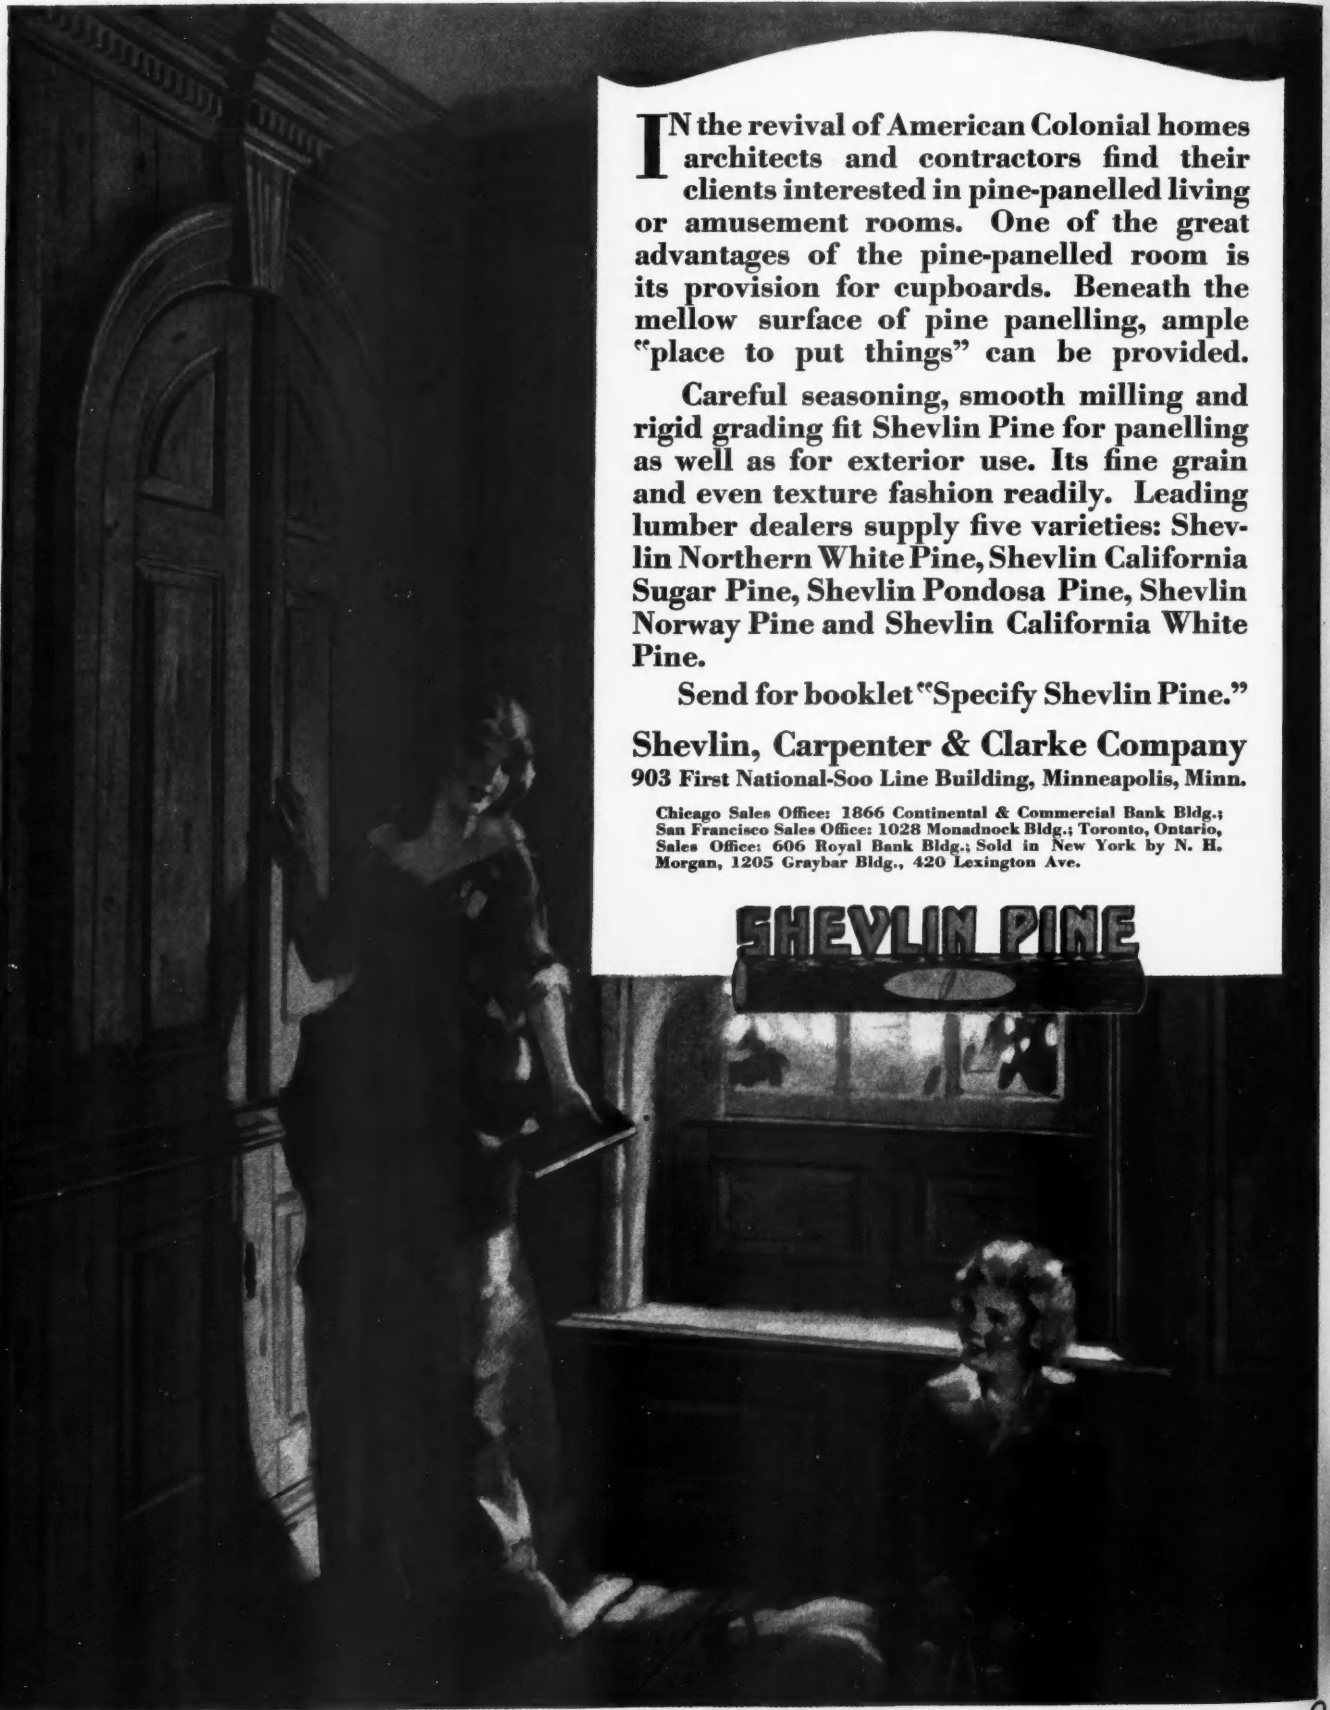 IN the revival of American Colonial homes
architects and contractors find their
clients interested in pine-panelled living
or amusement rooms. One of the great
advantages of the pine-panelled room is
its provision for cupboards. Beneath the
mellow surface of pine panelling, ample
“place to put things” can be provided.
Careful seasoning, smooth milling and
rigid grading fit Shevlin Pine for panelling
as well as for exterior use. Its fine grain
and even texture fashion readily. Leading
lumber dealers supply five varieties: Shev-
lin Northern White Pine, Shevlin California
Sugar Pine, Shevlin Pondosa Pine, Shevlin
Norway Pine and Shevlin California White
Pine.
Send for booklet “Specify Shevlin Pine.”
Shevlin, Carpenter & Clarke Company
903 First National-Soo Line Building, Minneapolis, Minn.
Chicago Sales Office: 1866 Continental & Commercial Bank Bldg.;
San Francisco Sales Office: 1028 Monadnock Bldg.; Toronto, Ontario,
Sales Office: 606 Royal Bank Bldg.; Sold in New York by N. H.
Morgan, 1205 Graybar Bldg., 420 Lexington Ave.
SHEVLIN PINE